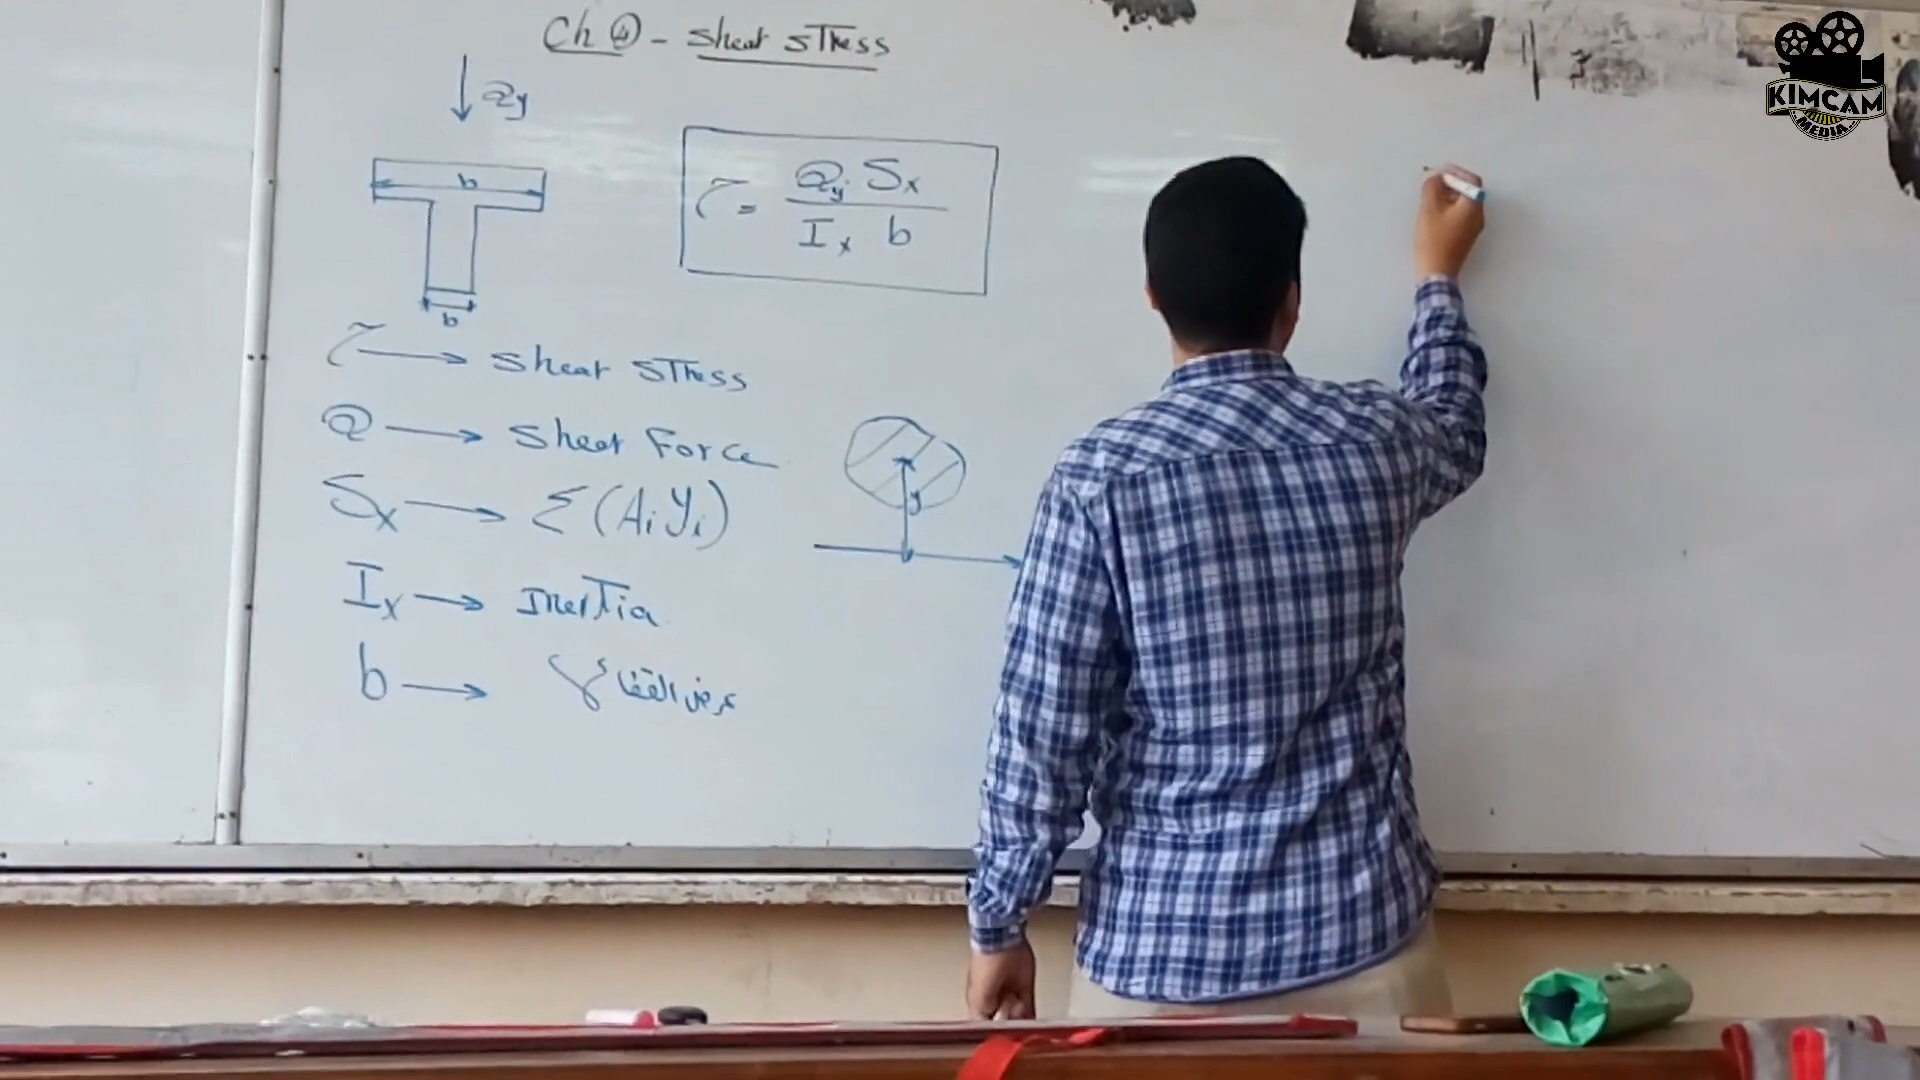 Ch ④ - shear stress
Qy
b
b
τ = Qy Sx / Ix b
τ → shear stress
Q → shear Force
Sx → Σ (Ai yi)
y
Ix → Inertia
b → عرض القطاع
KIMCAM
MEDIA